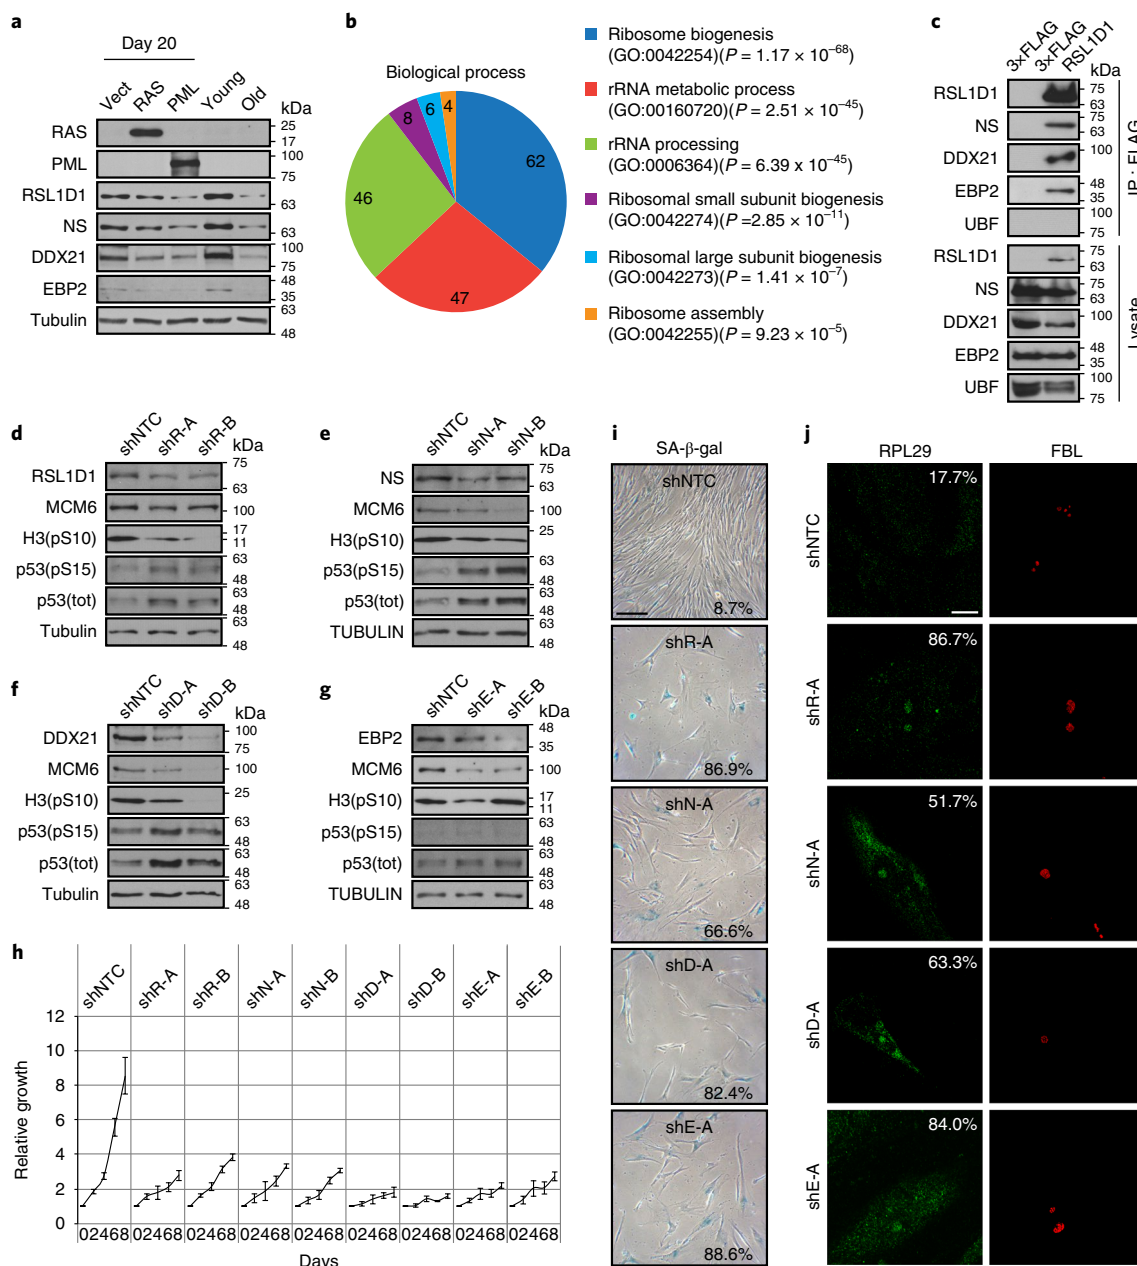 a
Day 20
Vect RAS PML Young Old
kDa
RAS
25
17
PML
100
75
RSL1D1
63
NS
63
DDX21
100
75
EBP2
48
35
Tubulin
63
48
b
Biological process
62
47
46
8
6
4
Ribosome biogenesis
(GO:0042254)(P = 1.17 × 10⁻⁶⁸)
rRNA metabolic process
(GO:00160720)(P = 2.51 × 10⁻⁴⁵)
rRNA processing
(GO:0006364)(P = 6.39 × 10⁻⁴⁵)
Ribosomal small subunit biogenesis
(GO:0042274)(P =2.85 × 10⁻¹¹)
Ribosomal large subunit biogenesis
(GO:0042273)(P = 1.41 × 10⁻⁷)
Ribosome assembly
(GO:0042255)(P = 9.23 × 10⁻⁵)
c
3×FLAG
3×FLAG RSL1D1
kDa
RSL1D1
75
63
NS
75
63
DDX21
100
EBP2
48
35
UBF
100
75
IP: FLAG
RSL1D1
75
63
NS
75
63
DDX21
100
75
EBP2
48
35
UBF
100
75
Lysate
d
shNTC shR-A shR-B
kDa
RSL1D1
75
63
MCM6
100
H3(pS10)
17
11
p53(pS15)
63
48
p53(tot)
63
48
Tubulin
63
48
e
shNTC shN-A shN-B
kDa
NS
75
63
MCM6
100
H3(pS10)
25
p53(pS15)
63
48
p53(tot)
63
48
TUBULIN
63
48
f
shNTC shD-A shD-B
kDa
DDX21
100
75
MCM6
100
H3(pS10)
25
p53(pS15)
63
48
p53(tot)
63
48
Tubulin
63
48
g
shNTC shE-A shE-B
kDa
EBP2
48
35
MCM6
100
H3(pS10)
17
11
p53(pS15)
63
48
p53(tot)
63
48
TUBULIN
63
48
h
shNTC shR-A shR-B shN-A shN-B shD-A shD-B shE-A shE-B
12
10
8
6
4
2
0
Relative growth
02468 02468 02468 02468 02468 02468 02468 02468 02468
Days
i
SA-β-gal
shNTC
8.7%
shR-A
86.9%
shN-A
66.6%
shD-A
82.4%
shE-A
88.6%
j
RPL29 FBL
shNTC
17.7%
shR-A
86.7%
shN-A
51.7%
shD-A
63.3%
shE-A
84.0%